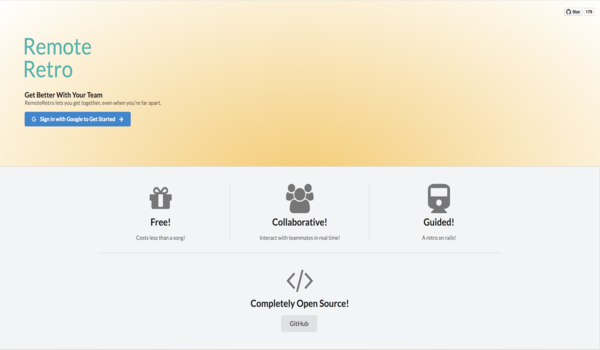 Star 179
Remote
Retro
Get Better With Your Team
RemoteRetro lets you get together, even when you're far apart.
Sign in with Google to Get Started
Free!
Collaborative!
Guided!
Costs less than a song!
Interact with teammates in real time!
A retro on rails!
Completely Open Source!
GitHub